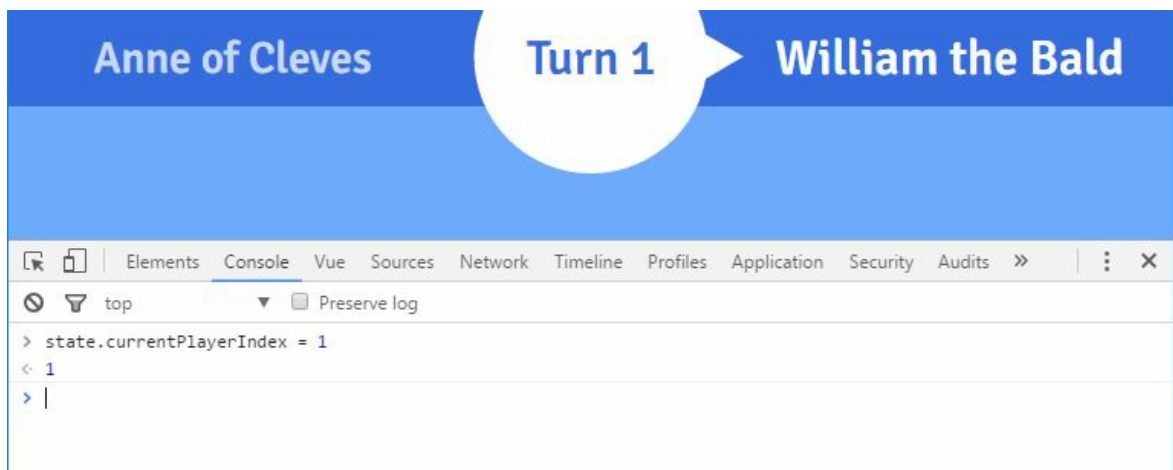 Anne of Cleves Turn 1 William the Bald
Elements Console Vue Sources Network Timeline Profiles Application Security Audits »
top ▼ Preserve log
> state.currentPlayerIndex = 1
<· 1
>